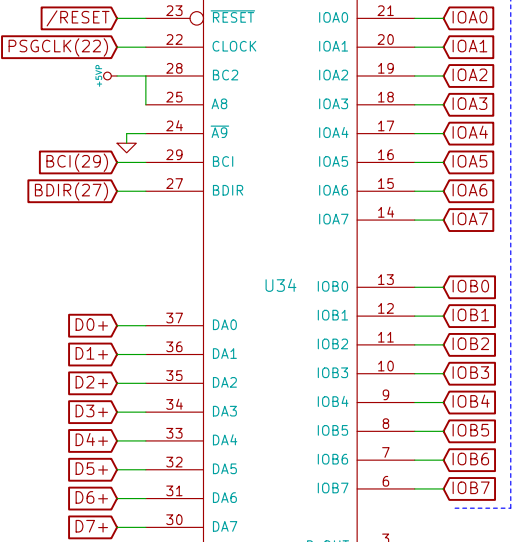 /RESET 23 RESET IOA0 21 IOA0
PSGCLK(22) 22 CLOCK IOA1 20 IOA1
+5VP 28 BC2 IOA2 19 IOA2
25 A8 IOA3 18 IOA3
24 A9 IOA4 17 IOA4
BCI(29) 29 BCI IOA5 16 IOA5
BDIR(27) 27 BDIR IOA6 15 IOA6
IOA7 14 IOA7
U34 IOB0 13 IOB0
D0+ 37 DA0 IOB1 12 IOB1
D1+ 36 DA1 IOB2 11 IOB2
D2+ 35 DA2 IOB3 10 IOB3
D3+ 34 DA3 IOB4 9 IOB4
D4+ 33 DA4 IOB5 8 IOB5
D5+ 32 DA5 IOB6 7 IOB6
D6+ 31 DA6 IOB7 6 IOB7
D7+ 30 DA7
3